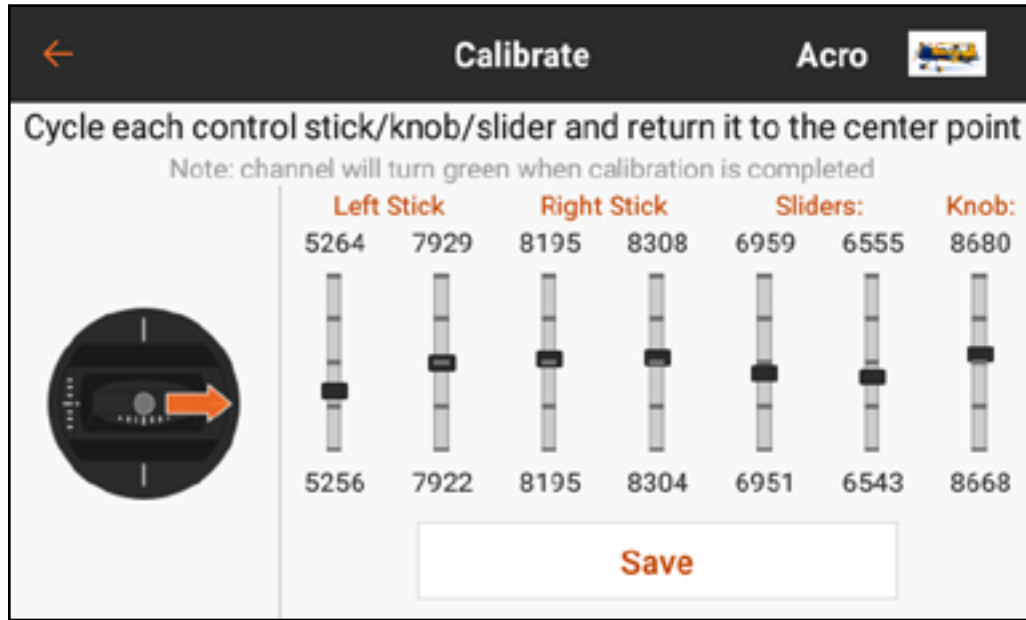 Calibrate Acro
Cycle each control stick/knob/slider and return it to the center point
Note: channel will turn green when calibration is completed
Left Stick Right Stick Sliders: Knob:
5264 7929 8195 8308 6959 6555 8680
5256 7922 8195 8304 6951 6543 8668
Save